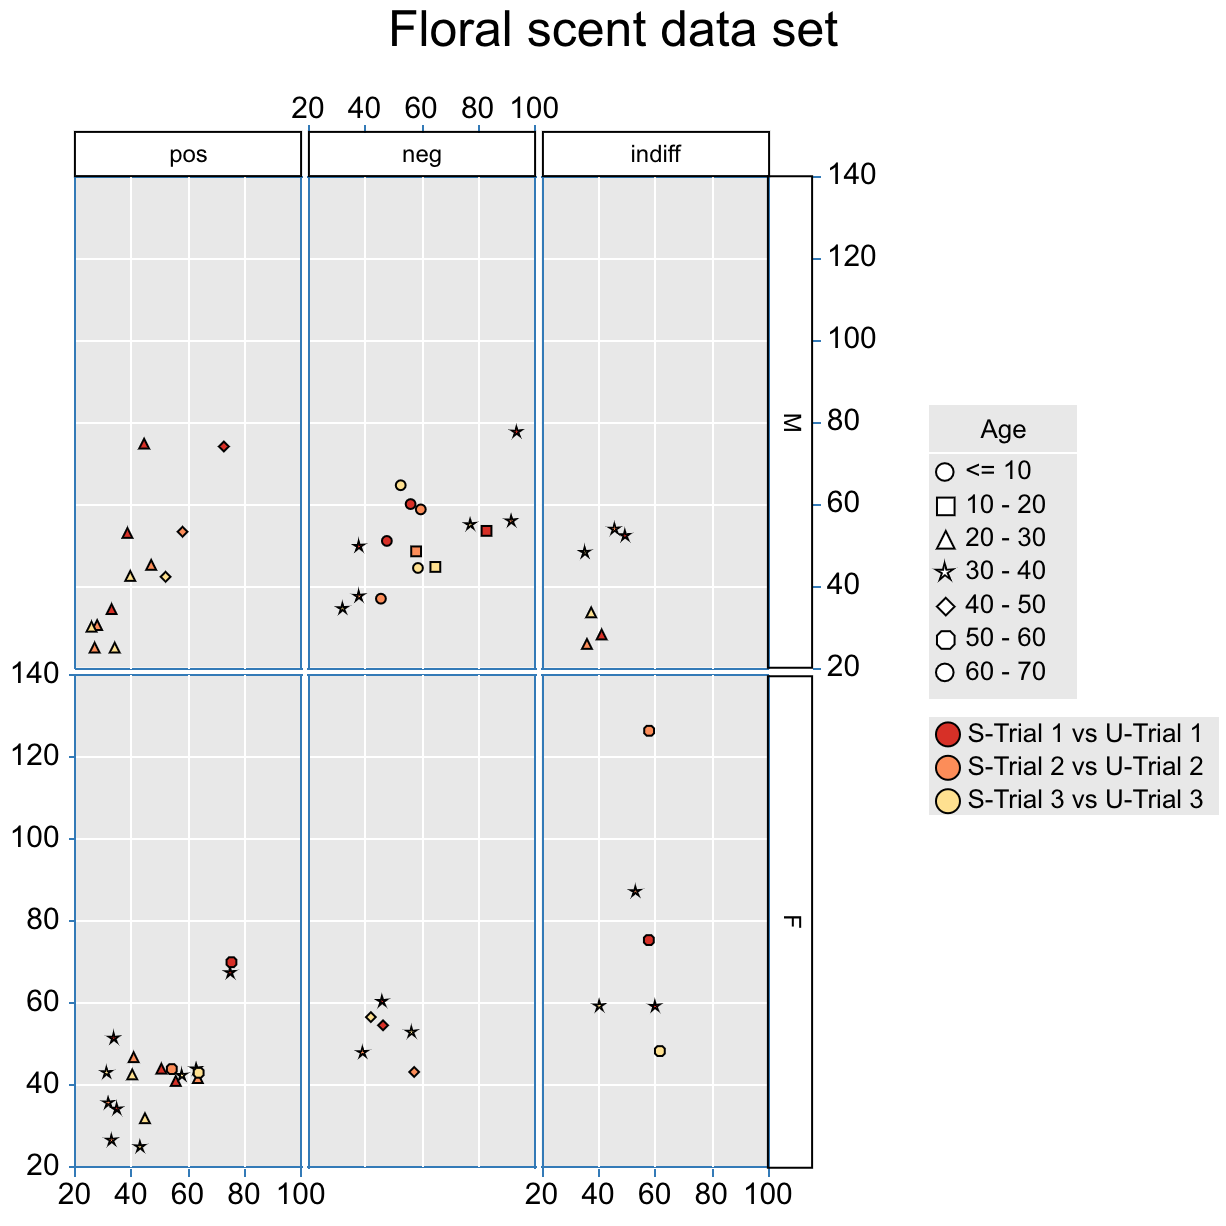 Floral scent data set
20 40 60 80 100
pos neg indiff
140
120
100
80
60
40
20
M
140
120
100
80
60
40
20
F
20 40 60 80 100 20 40 60 80 100
Age
<= 10
10 - 20
20 - 30
30 - 40
40 - 50
50 - 60
60 - 70
S-Trial 1 vs U-Trial 1
S-Trial 2 vs U-Trial 2
S-Trial 3 vs U-Trial 3